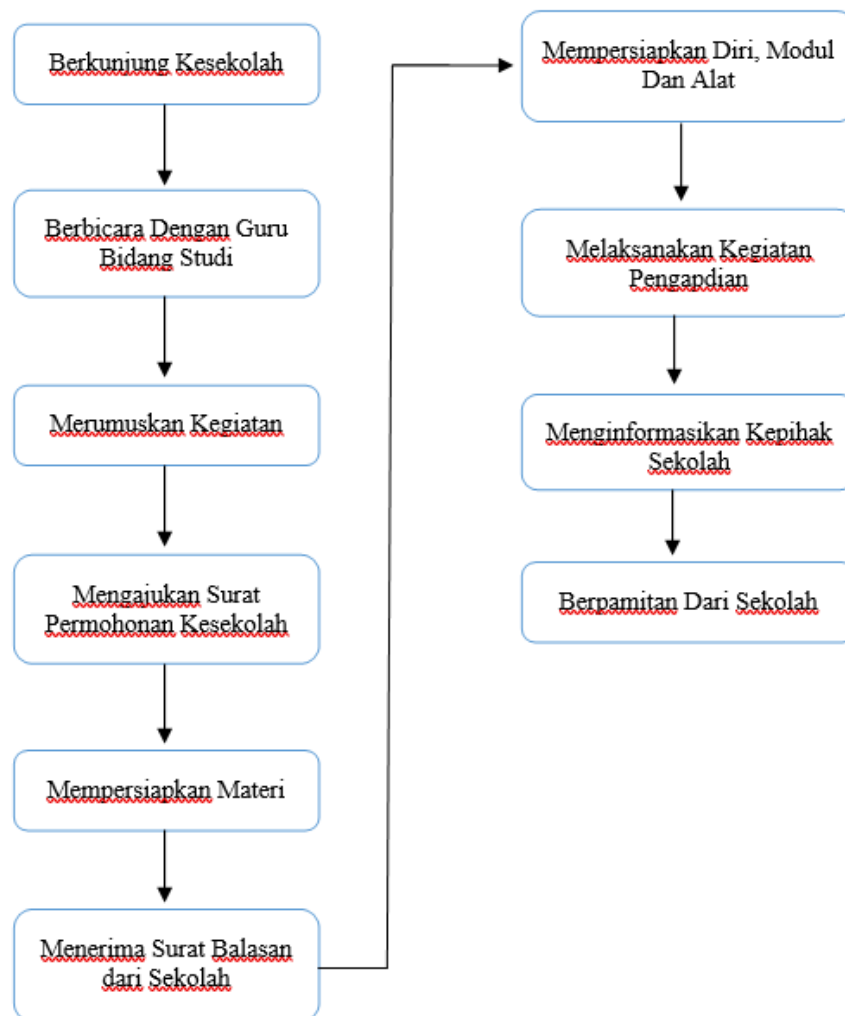 Berkunjung Kesekolah
Berbicara Dengan Guru
Bidang Studi
Merumuskan Kegiatan
Mengajukan Surat
Permohonan Kesekolah
Mempersiapkan Materi
Menerima Surat Balasan
dari Sekolah
Mempersiapkan Diri, Modul
Dan Alat
Melaksanakan Kegiatan
Pengapdian
Menginformasikan Kepihak
Sekolah
Berpamitan Dari Sekolah